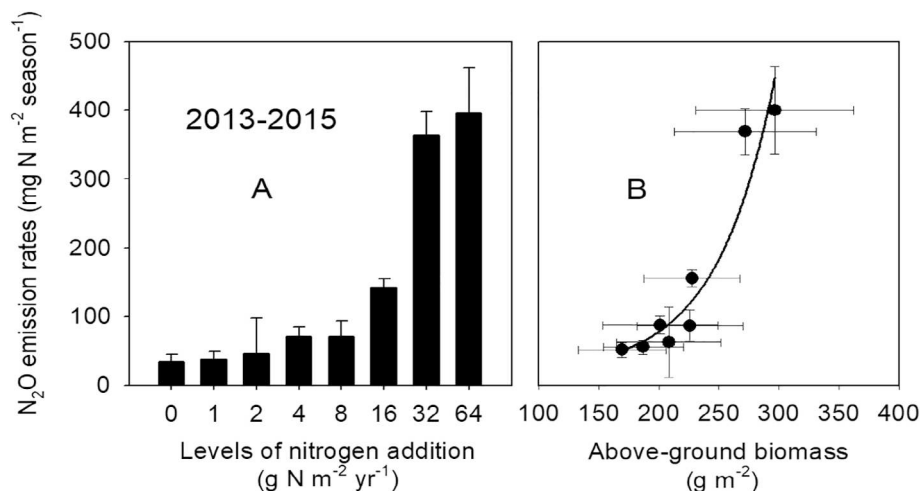 N₂O emission rates (mg N m⁻² season⁻¹)
500
400
300
200
100
0
2013-2015
A
0 1 2 4 8 16 32 64
Levels of nitrogen addition
(g N m⁻² yr⁻¹)
B
100 150 200 250 300 350 400
Above-ground biomass
(g m⁻²)